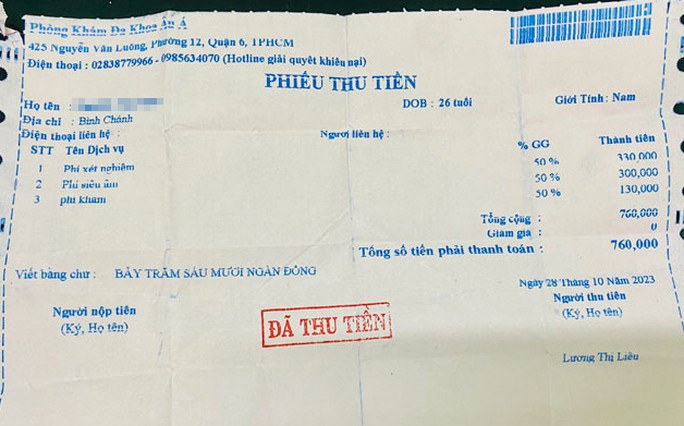 Phòng Khám Đa Khoa Âu Á
425 Nguyễn Văn Luông, Phường 12, Quận 6, TPHCM
Điện thoại : 02838779966 - 0985634070 (Hotline giải quyết khiếu nại)
PHIẾU THU TIỀN
Họ tên : DOB : 26 tuổi Giới Tính : Nam
Địa chỉ : Bình Chánh
Điện thoại liên hệ : Người liên hệ :
STT Tên Dịch vụ % GG Thành tiền
1 Phí xét nghiệm 50 % 330,000
2 Phí siêu âm 50 % 300,000
3 phí khám 50 % 130,000
Tổng cộng : 760,000
Giảm giá : 0
Tổng số tiền phải thanh toán : 760,000
Viết bằng chữ : BẢY TRĂM SÁU MƯƠI NGÀN ĐỒNG
Ngày 28 Tháng 10 Năm 2023
Người nộp tiền Người thu tiền
(Ký, Họ tên) (Ký, Họ tên)
ĐÃ THU TIỀN
Lương Thị Liễu